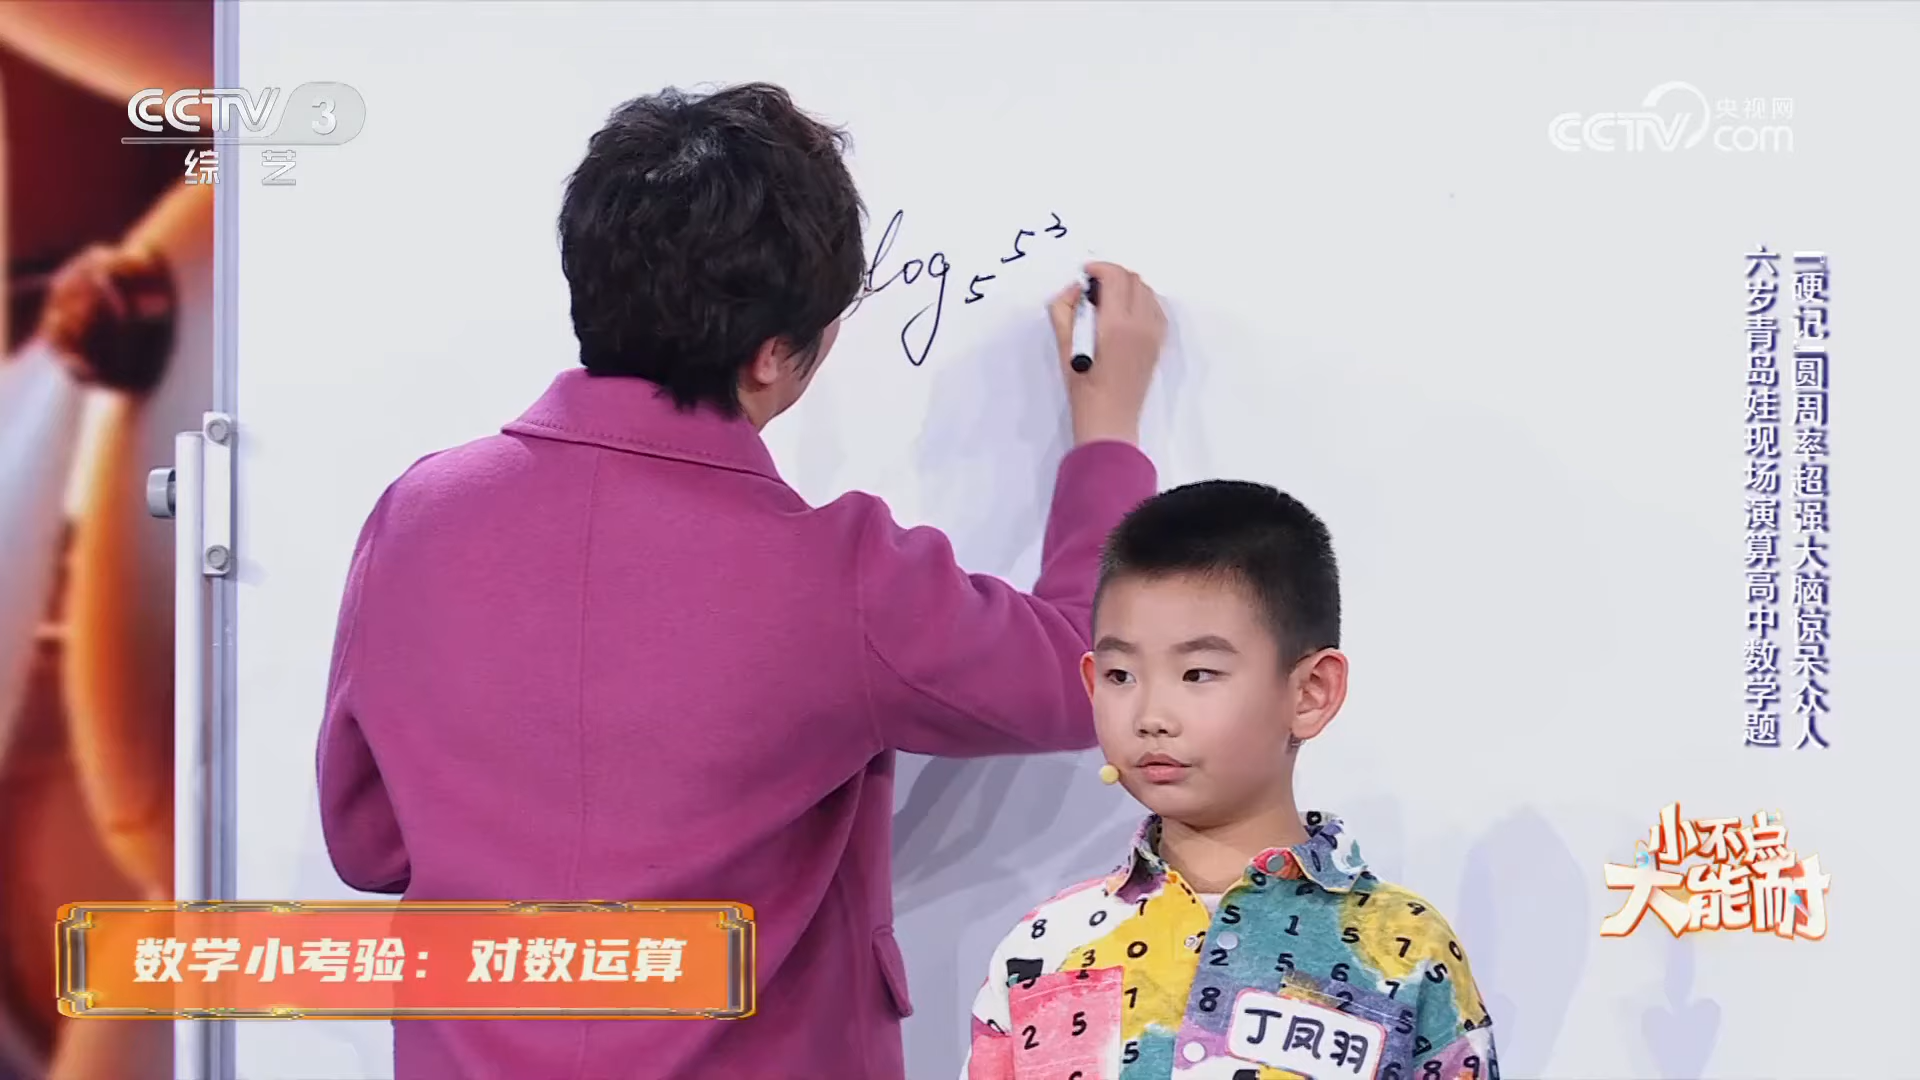 CCTV 3
综艺
央视网
CCTV.com
log₅5³
『硬记』圆周率超强大脑惊呆众人
六岁青岛娃现场演算高中数学题
小不点
大能耐
数学小考验：对数运算
丁凤羽